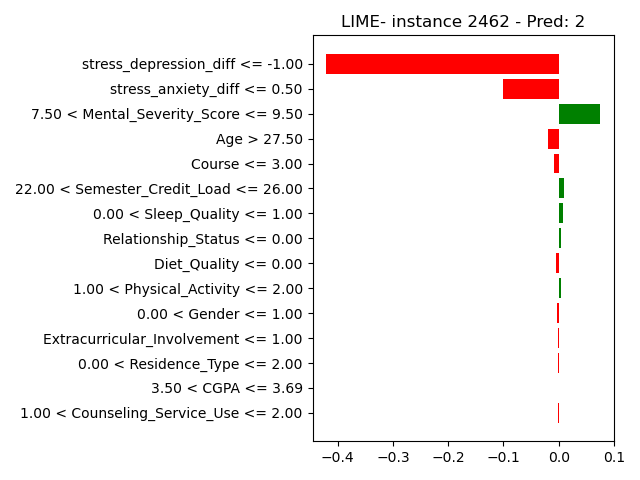 LIME- instance 2462 - Pred: 2
stress_depression_diff <= -1.00
stress_anxiety_diff <= 0.50
7.50 < Mental_Severity_Score <= 9.50
Age > 27.50
Course <= 3.00
22.00 < Semester_Credit_Load <= 26.00
0.00 < Sleep_Quality <= 1.00
Relationship_Status <= 0.00
Diet_Quality <= 0.00
1.00 < Physical_Activity <= 2.00
0.00 < Gender <= 1.00
Extracurricular_Involvement <= 1.00
0.00 < Residence_Type <= 2.00
3.50 < CGPA <= 3.69
1.00 < Counseling_Service_Use <= 2.00
−0.4 −0.3 −0.2 −0.1 0.0 0.1